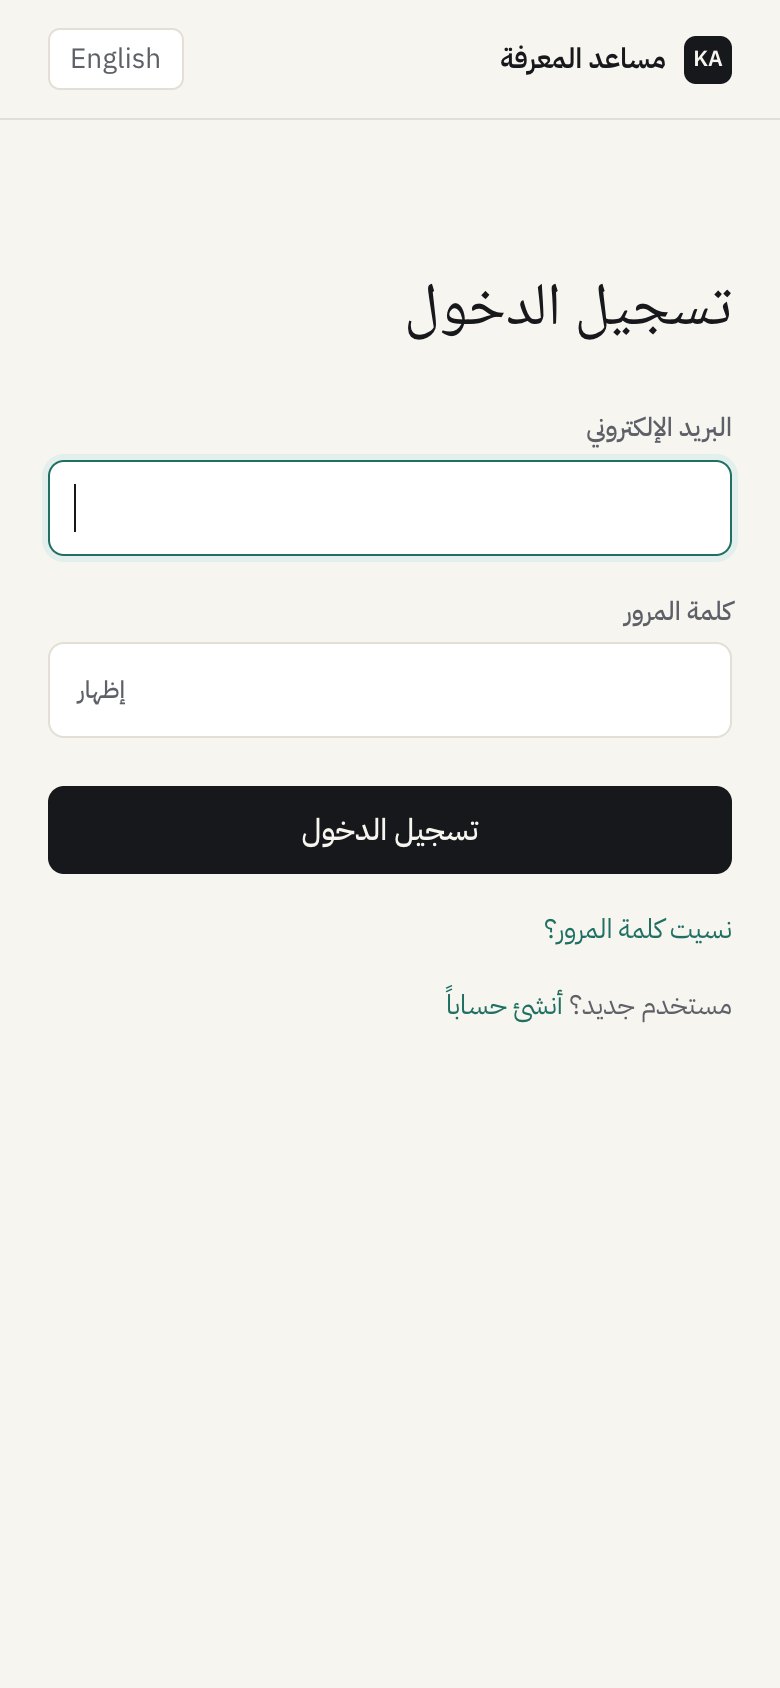 KA مساعد المعرفة
English
تسجيل الدخول
البريد الإلكتروني
كلمة المرور
إظهار
تسجيل الدخول
نسيت كلمة المرور؟
مستخدم جديد؟ أنشئ حساباً